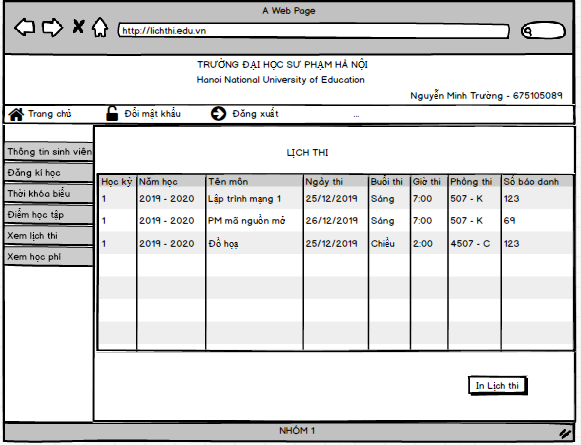 A Web Page
http://lichthi.edu.vn
TRƯỜNG ĐẠI HỌC SƯ PHẠM HÀ NỘI
Hanoi National University of Education
Nguyễn Minh Trường - 675105089
Trang chủ Đổi mật khẩu Đăng xuất ...
Thông tin sinh viên
Đăng kí học
Thời khóa biểu
Điểm học tập
Xem lịch thi
Xem học phí
LỊCH THI
Học kỳ Năm học Tên môn Ngày thi Buổi thi Giờ thi Phòng thi Số báo danh
1 2019 - 2020 Lập trình mạng 1 25/12/2019 Sáng 7:00 507 - K 123
1 2019 - 2020 PM mã nguồn mở 26/12/2019 Sáng 7:00 507 - K 69
1 2019 - 2020 Đồ hoạ 25/12/2019 Chiều 2:00 4507 - C 123
In Lịch thi
NHÓM 1